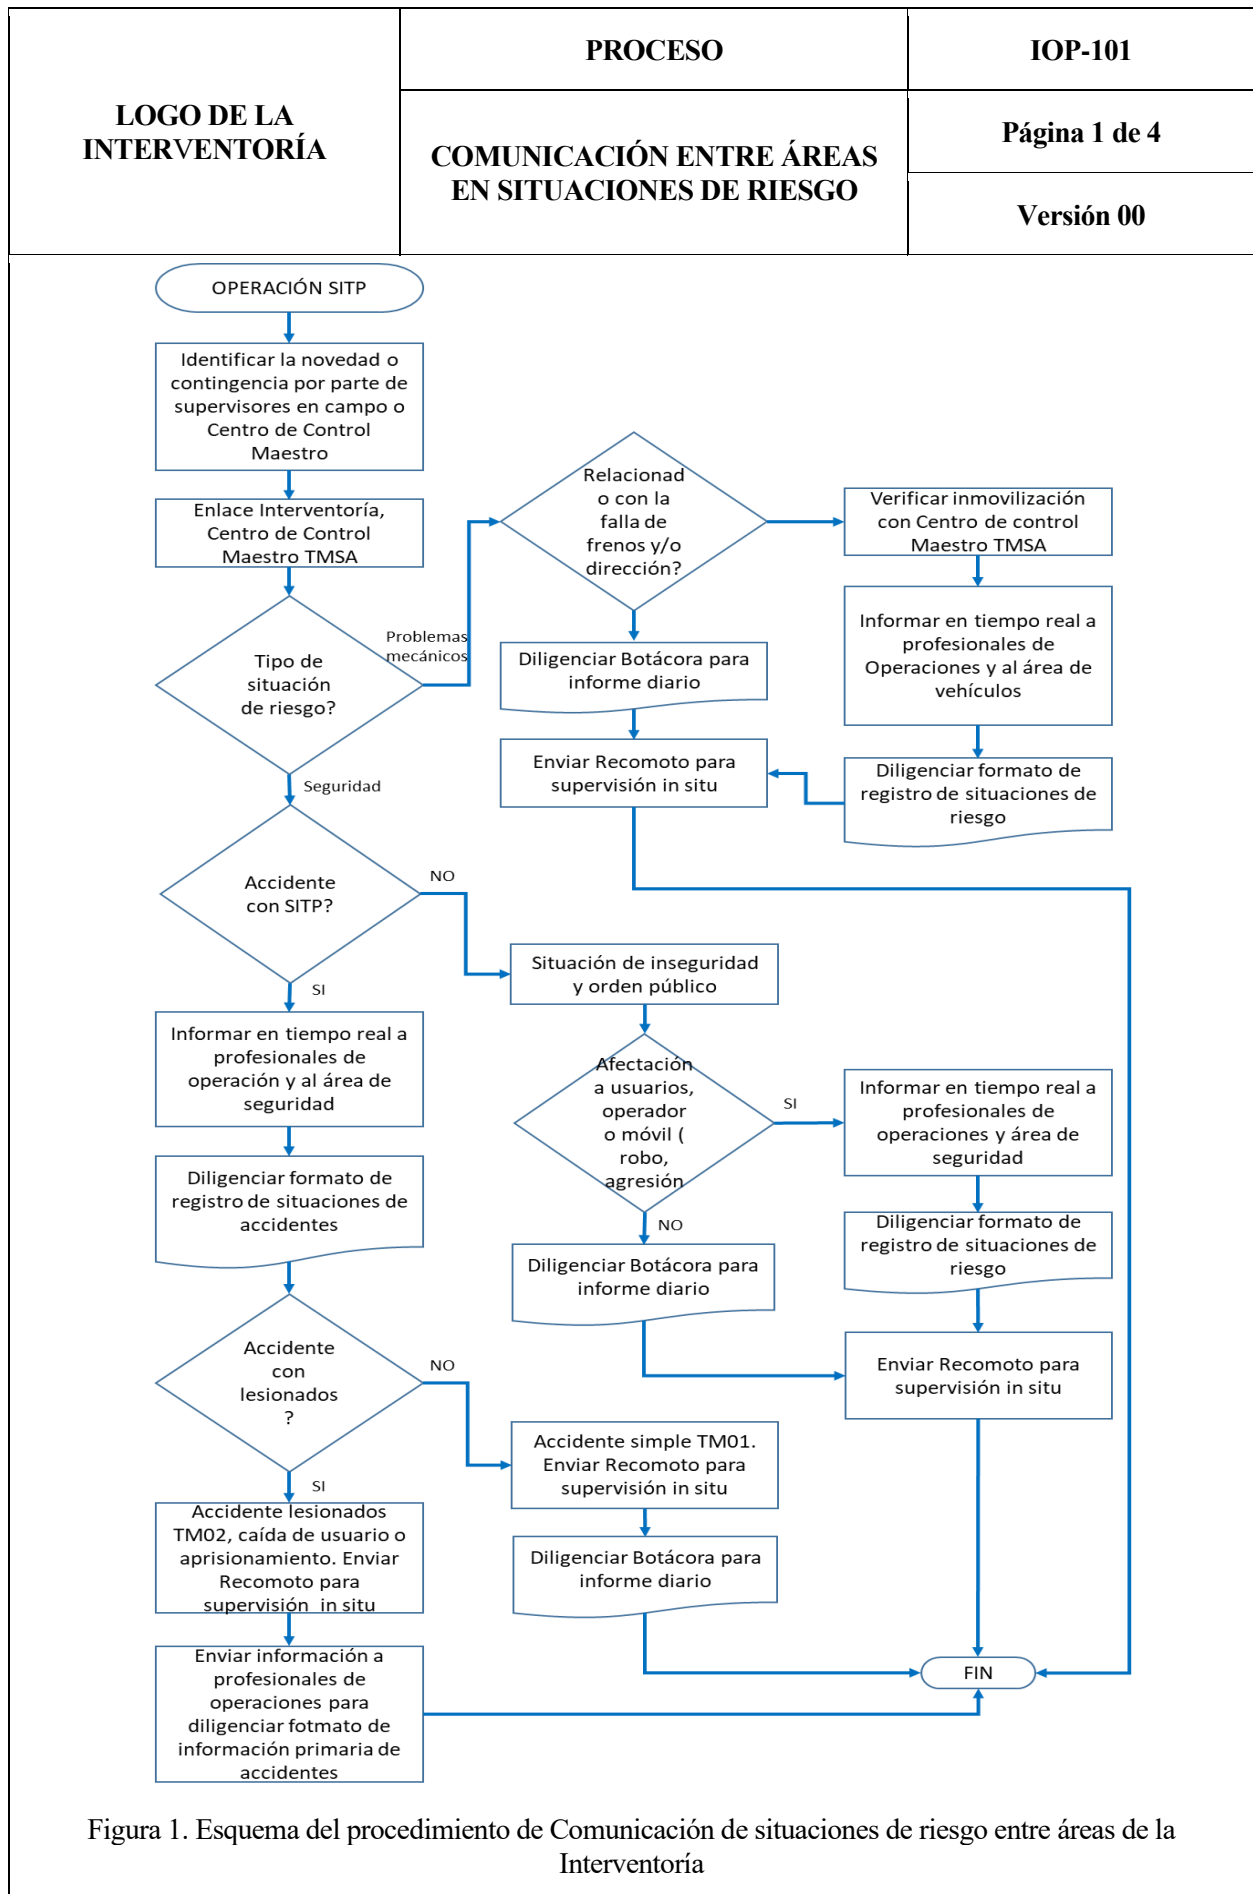 LOGO DE LA
INTERVENTORÍA
PROCESO
COMUNICACIÓN ENTRE ÁREAS
EN SITUACIONES DE RIESGO
IOP-101
Página 1 de 4
Versión 00
OPERACIÓN SITP
Identificar la novedad o
contingencia por parte de
supervisores en campo o
Centro de Control
Maestro
Enlace Interventoría,
Centro de Control
Maestro TMSA
Tipo de
situación
de riesgo?
Problemas
mecánicos
Relacionad
o con la
falla de
frenos y/o
dirección?
Verificar inmovilización
con Centro de control
Maestro TMSA
Informar en tiempo real a
profesionales de
Operaciones y al área de
vehículos
Diligenciar formato de
registro de situaciones de
riesgo
Diligenciar Botácora para
informe diario
Enviar Recomoto para
supervisión in situ
Seguridad
Accidente
con SITP?
NO
Situación de inseguridad
y orden público
Afectación
a usuarios,
operador
o móvil (
robo,
agresión
SI
Informar en tiempo real a
profesionales de
operaciones y área de
seguridad
Diligenciar formato de
registro de situaciones de
riesgo
NO
Diligenciar Botácora para
informe diario
Enviar Recomoto para
supervisión in situ
SI
Informar en tiempo real a
profesionales de
operación y al área de
seguridad
Diligenciar formato de
registro de situaciones de
accidentes
Accidente
con
lesionados
?
NO
Accidente simple TM01.
Enviar Recomoto para
supervisión in situ
Diligenciar Botácora para
informe diario
SI
Accidente lesionados
TM02, caída de usuario o
aprisionamiento. Enviar
Recomoto para
supervisión in situ
Enviar información a
profesionales de
operaciones para
diligenciar fotmato de
información primaria de
accidentes
FIN
Figura 1. Esquema del procedimiento de Comunicación de situaciones de riesgo entre áreas de la
Interventoría